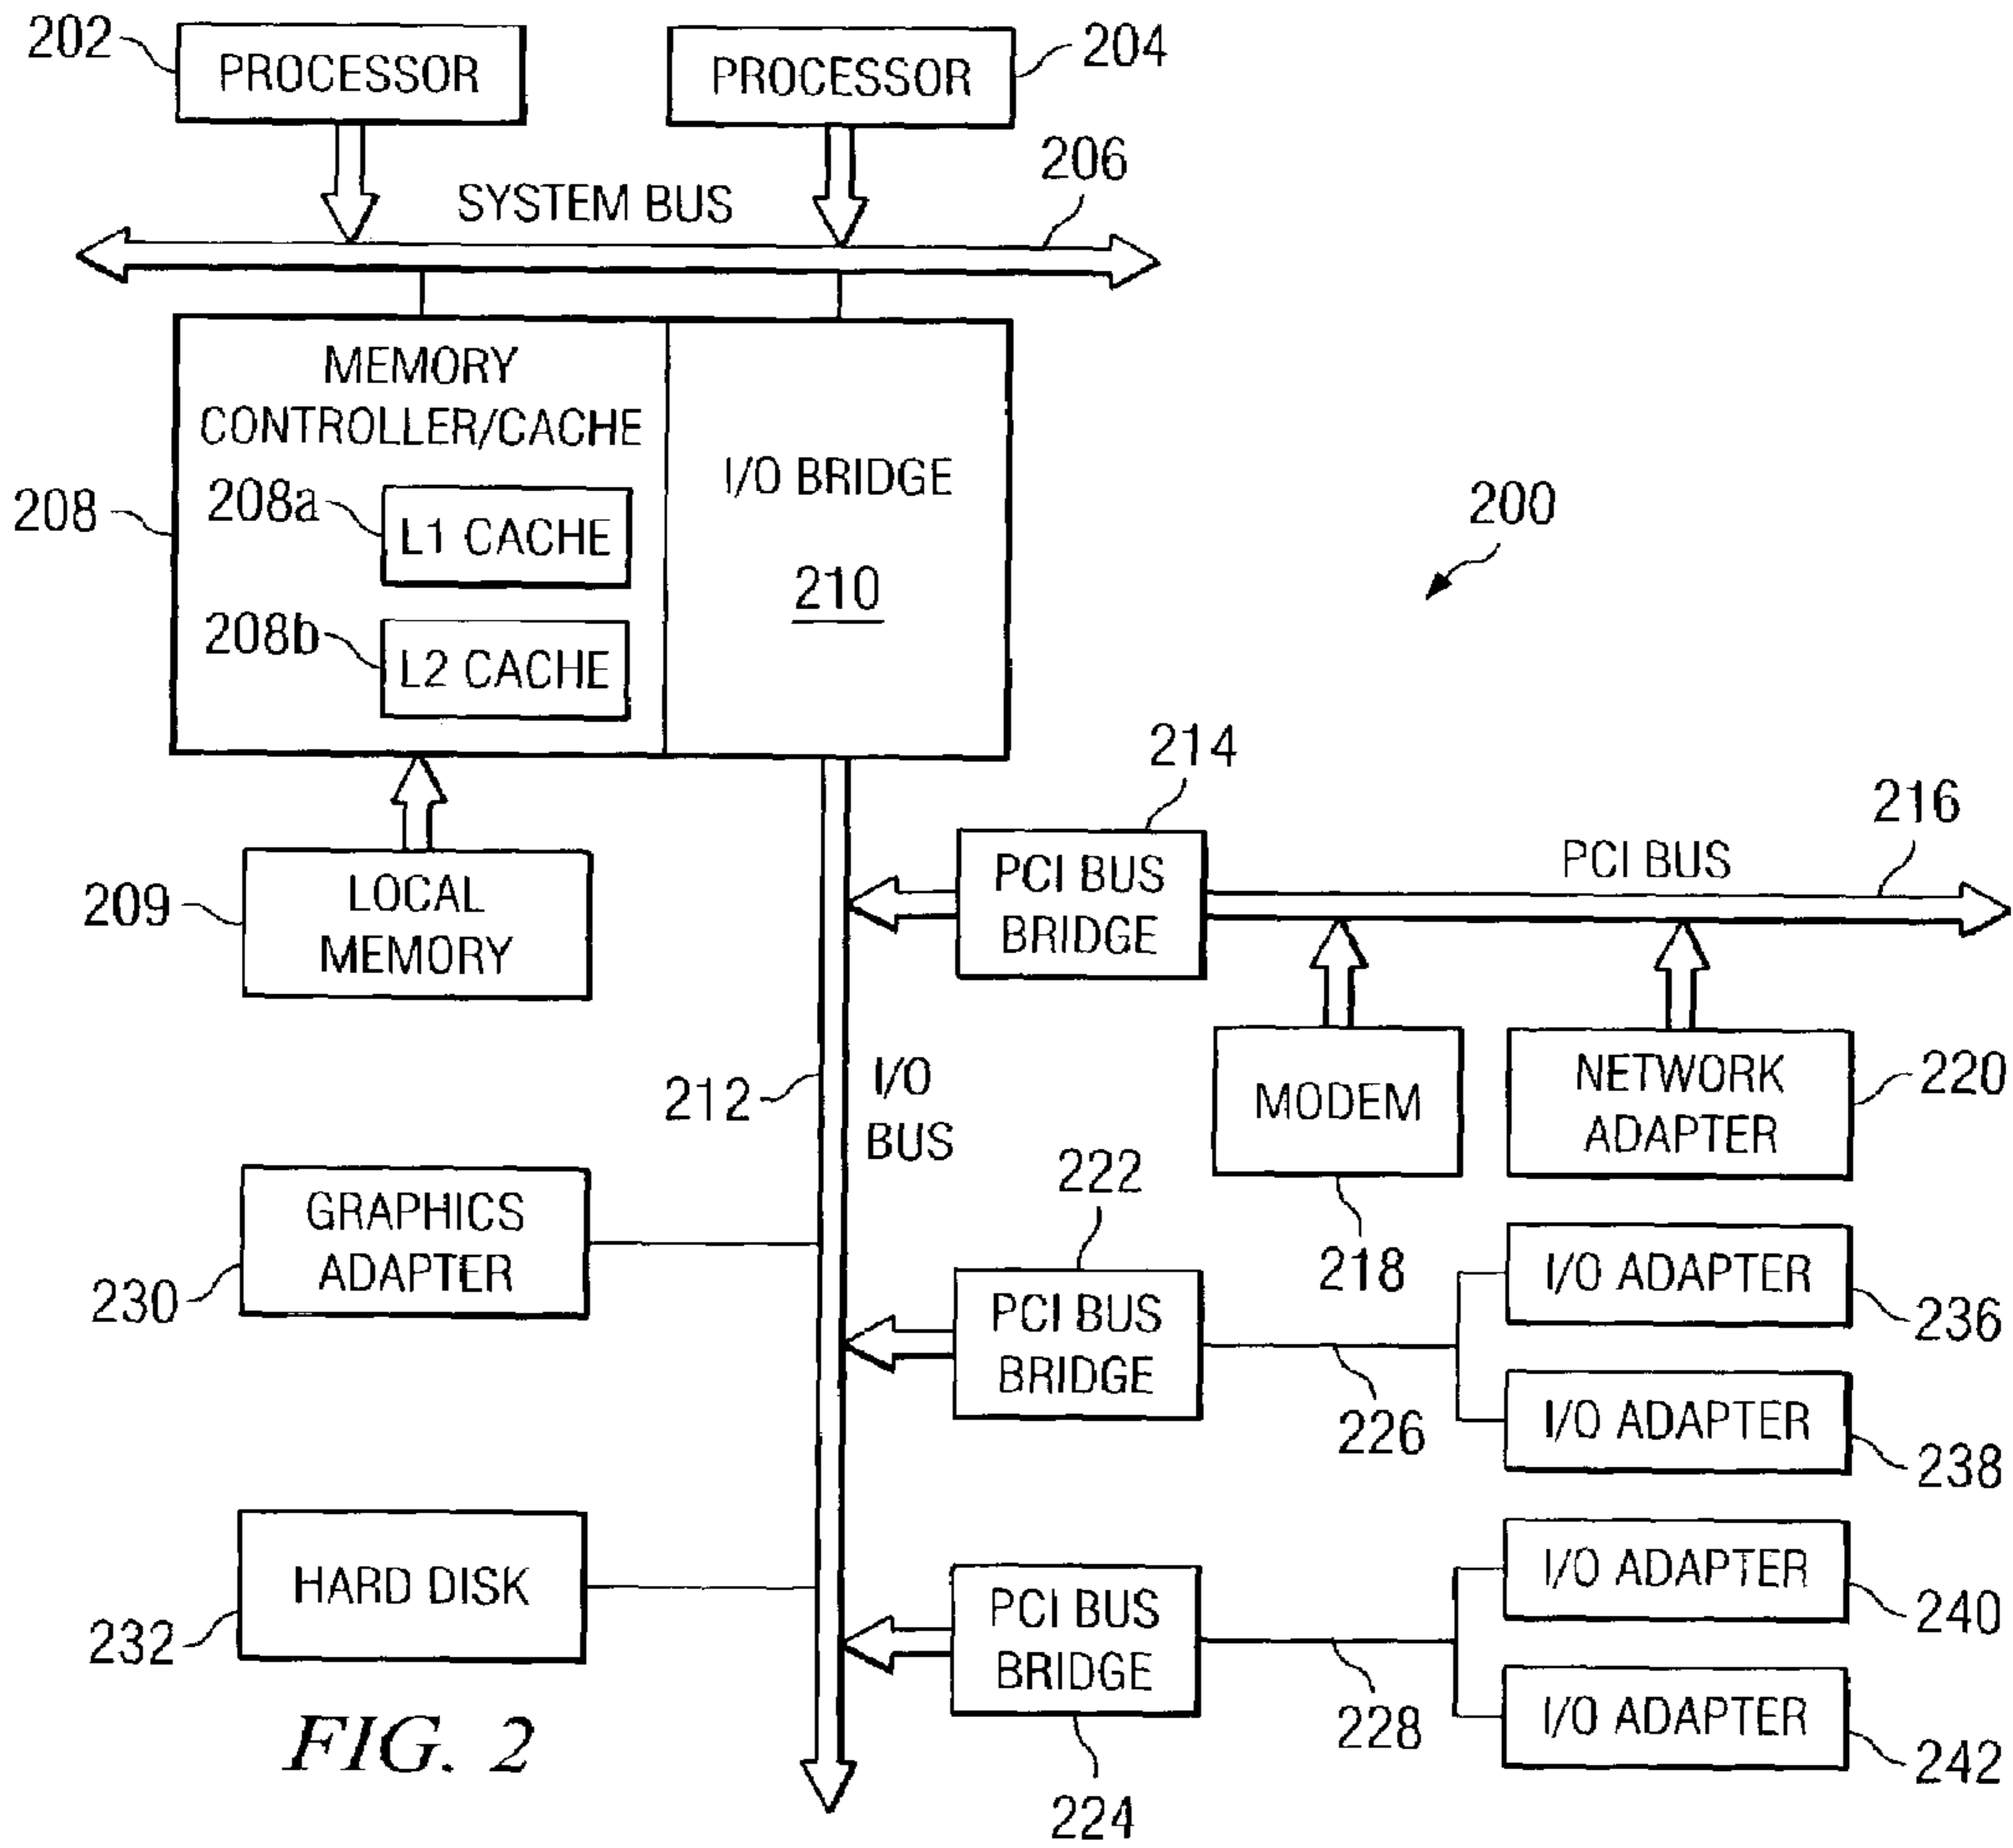 202
PROCESSOR
PROCESSOR
204
206
SYSTEM BUS
MEMORY
CONTROLLER/CACHE
208
208a
L1 CACHE
208b
L2 CACHE
I/O BRIDGE
210
200
214
216
PCI BUS
PCI BUS
BRIDGE
209
LOCAL
MEMORY
212
I/O
BUS
MODEM
218
NETWORK
ADAPTER
220
222
GRAPHICS
ADAPTER
230
PCI BUS
BRIDGE
226
I/O ADAPTER
236
I/O ADAPTER
238
HARD DISK
232
PCI BUS
BRIDGE
224
228
I/O ADAPTER
240
I/O ADAPTER
242
FIG. 2